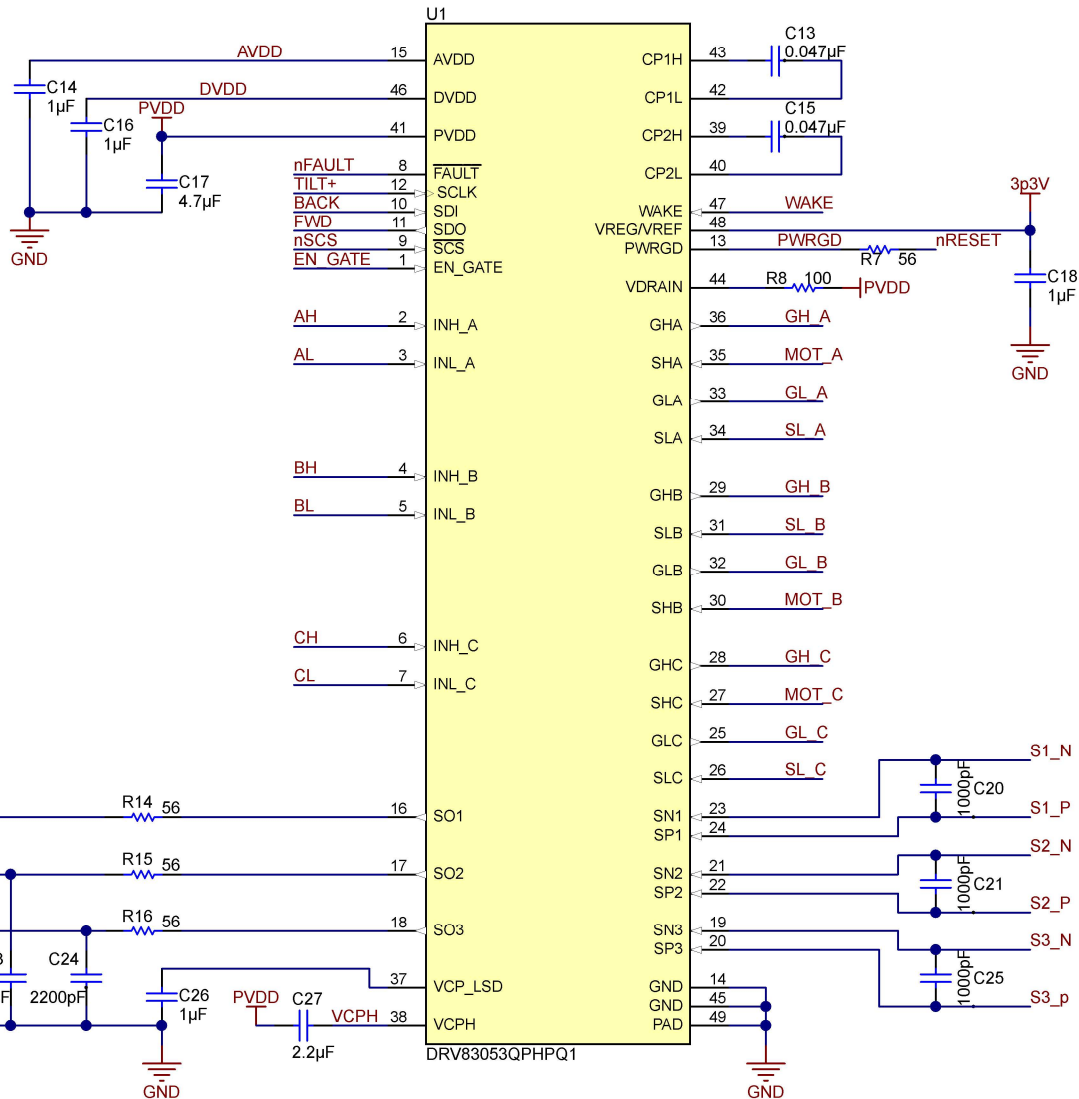 U1
AVDD 15 AVDD CP1H 43 C13
0.047µF
C14
1µF
DVDD 46 DVDD CP1L 42
PVDD
C16
1µF
41 PVDD CP2H 39 C15
0.047µF
C17
4.7µF
nFAULT 8 FAULT CP2L 40
TILT+ 12 SCLK
BACK 10 SDI WAKE 47 WAKE
FWD 11 SDO VREG/VREF 48 3p3V
nSCS 9 SCS PWRGD 13 PWRGD R7 56 nRESET
EN_GATE 1 EN_GATE
GND
VDRAIN 44 R8 100 PVDD
C18
1µF
GND
AH 2 INH_A GHA 36 GH_A
AL 3 INL_A SHA 35 MOT_A
GLA 33 GL_A
SLA 34 SL_A
BH 4 INH_B GHB 29 GH_B
BL 5 INL_B SLB 31 SL_B
GLB 32 GL_B
SHB 30 MOT_B
CH 6 INH_C GHC 28 GH_C
CL 7 INL_C SHC 27 MOT_C
GLC 25 GL_C
SLC 26 SL_C
R14 56 16 SO1 SN1 23 S1_N
SP1 24 S1_P
C20
1000pF
R15 56 17 SO2 SN2 21 S2_N
SP2 22 S2_P
C21
1000pF
R16 56 18 SO3 SN3 19 S3_N
SP3 20 S3_p
C25
1000pF
3
F
C24
2200pF
C26
1µF
37 VCP_LSD GND 14
GND 45
PVDD C27
2.2µF
VCPH 38 VCPH PAD 49
GND
DRV83053QPHPQ1
GND